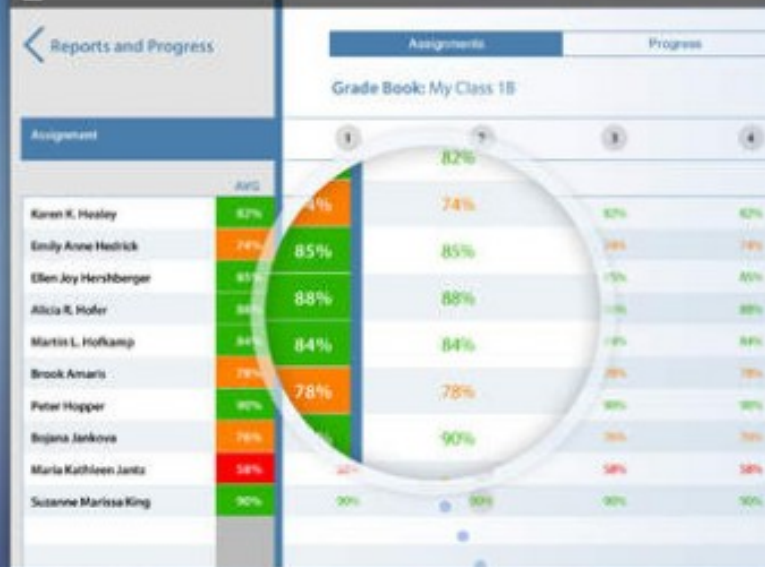 Reports and Progress
Assignments Progress
Grade Book: My Class 1B
Assignment 1 2 3 4
AVG
82%
Karen K. Healey 82% 82% 82%
74% 74%
Emily Anne Hedrick 74% 74%
85% 85%
Ellen Joy Hershberger 85% 85%
88% 88%
Alicia R. Hofer 88%
84% 84%
Martin L. Hofkamp 84% 84%
Brook Amaris 78% 78% 78%
78% 78%
Peter Hopper 90% 90% 90%
90%
Bojana Jankova 76%
Maria Kathleen Jantz 58% 58% 58%
Suzanne Marissa King 90% 90% 90% 90% 90%